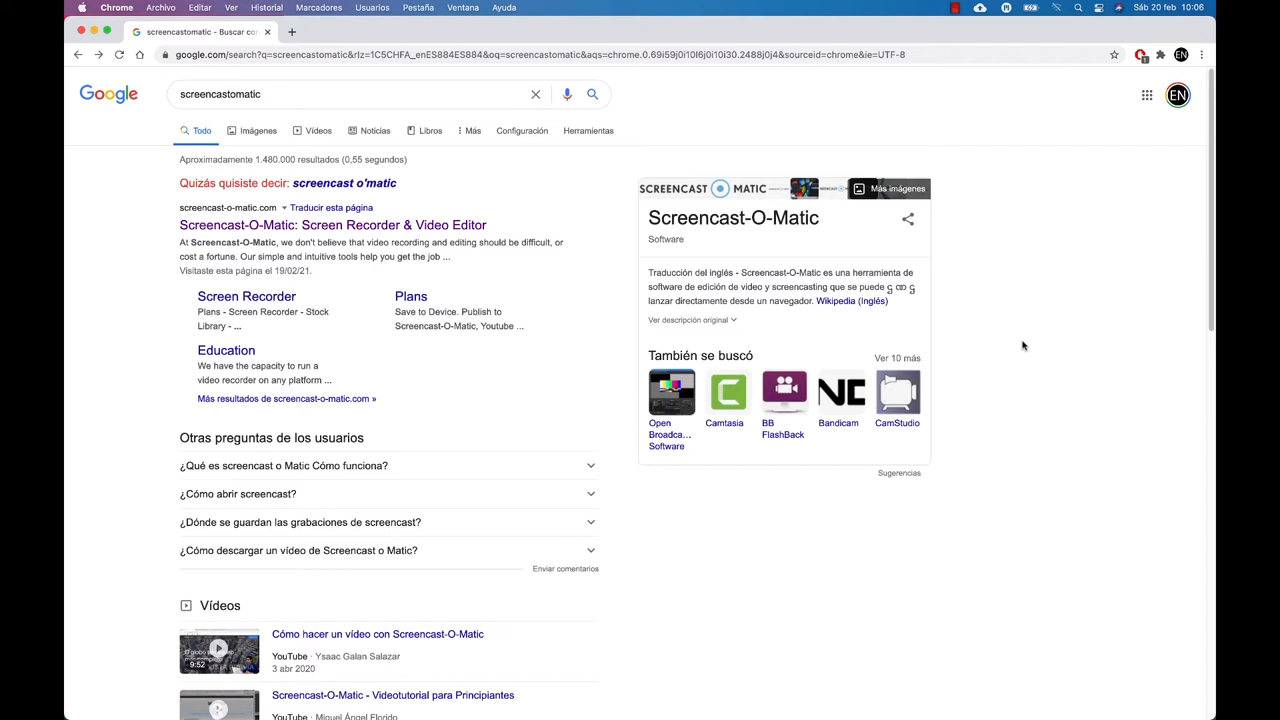 Chrome Archivo Editar Ver Historial Marcadores Usuarios Pestaña Ventana Ayuda Sáb 20 feb 10:06
screencastomatic - Buscar con
google.com/search?q=screencastomatic&rlz=1C5CHFA_enES884ES884&oq=screencastomatic&aqs=chrome.0.69i59j0i10l6j0i10i30.2488j0j4&sourceid=chrome&ie=UTF-8
EN
Google
screencastomatic
EN
Todo Imágenes Vídeos Noticias Libros Más Configuración Herramientas
Aproximadamente 1.480.000 resultados (0,55 segundos)
Quizás quisiste decir: screencast o'matic
screencast-o-matic.com Traducir esta página
Screencast-O-Matic: Screen Recorder & Video Editor
At Screencast-O-Matic, we don't believe that video recording and editing should be difficult, or
cost a fortune. Our simple and intuitive tools help you get the job ...
Visitaste esta página el 19/02/21.
Screen Recorder
Plans - Screen Recorder - Stock
Library - ...
Plans
Save to Device. Publish to
Screencast-O-Matic, Youtube ...
Education
We have the capacity to run a
video recorder on any platform ...
Más resultados de screencast-o-matic.com »
Otras preguntas de los usuarios
¿Qué es screencast o Matic Cómo funciona?
¿Cómo abrir screencast?
¿Dónde se guardan las grabaciones de screencast?
¿Cómo descargar un vídeo de Screencast o Matic?
Enviar comentarios
Vídeos
9:52
Cómo hacer un vídeo con Screencast-O-Matic
YouTube · Ysaac Galan Salazar
3 abr 2020
Screencast-O-Matic - Videotutorial para Principiantes
YouTube · Miguel Ángel Florido
SCREENCAST MATIC
Más imágenes
Screencast-O-Matic
Software
Traducción del inglés - Screencast-O-Matic es una herramienta de
software de edición de video y screencasting que se puede
lanzar directamente desde un navegador. Wikipedia (Inglés)
Ver descripción original
También se buscó
Ver 10 más
Open
Broadca...
Software
Camtasia
BB
FlashBack
Bandicam
CamStudio
Sugerencias